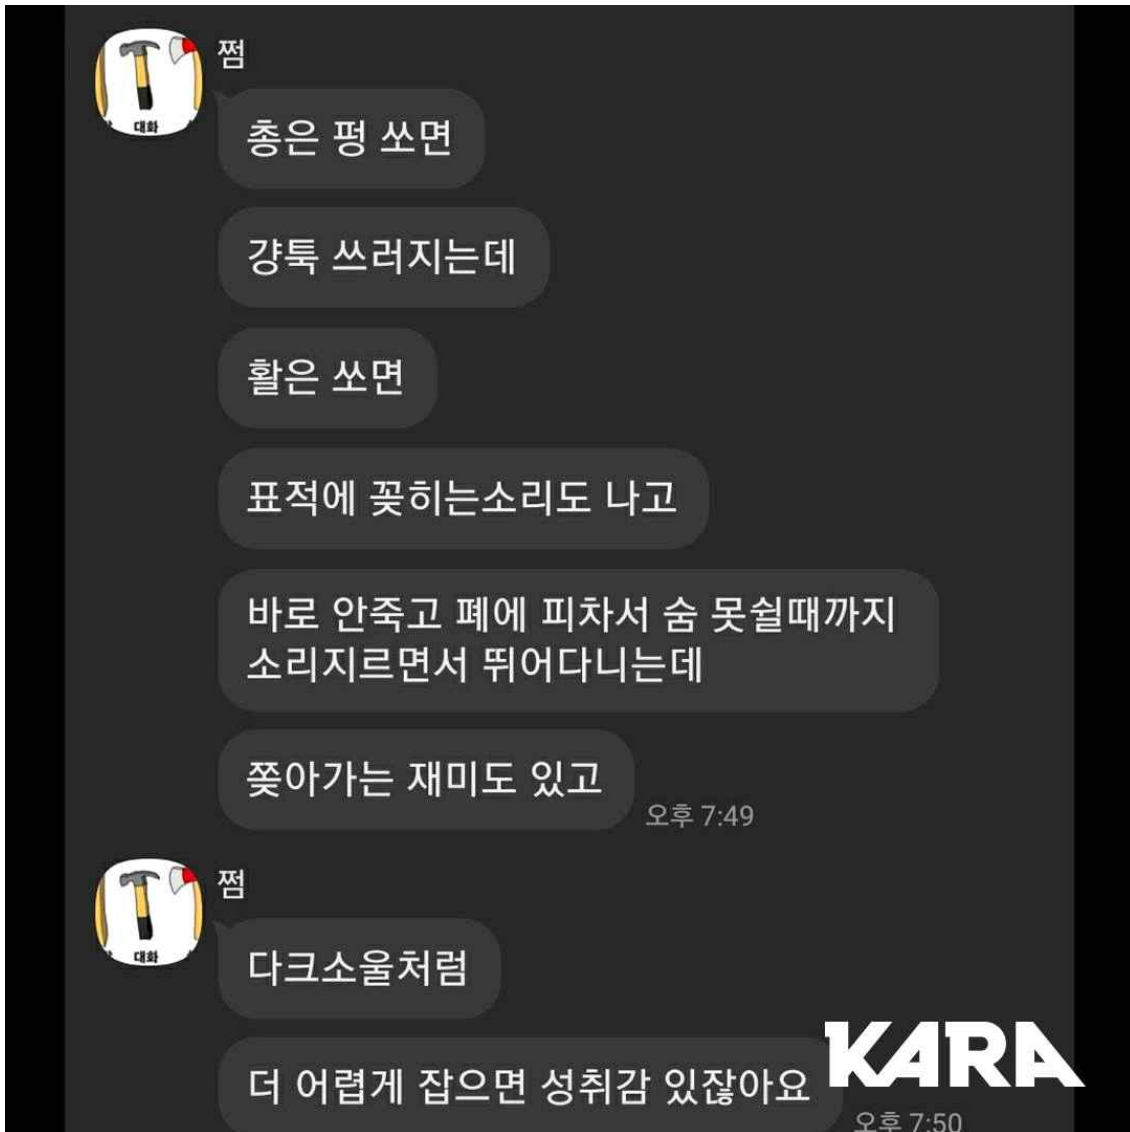 쩜
대화
총은 펑 쏘면
걍툭 쓰러지는데
활은 쏘면
표적에 꽂히는소리도 나고
바로 안죽고 폐에 피차서 숨 못쉴때까지
소리지르면서 뛰어다니는데
쫒아가는 재미도 있고
오후 7:49
쩜
대화
다크소울처럼
더 어렵게 잡으면 성취감 있잖아요
KARA
오후 7:50